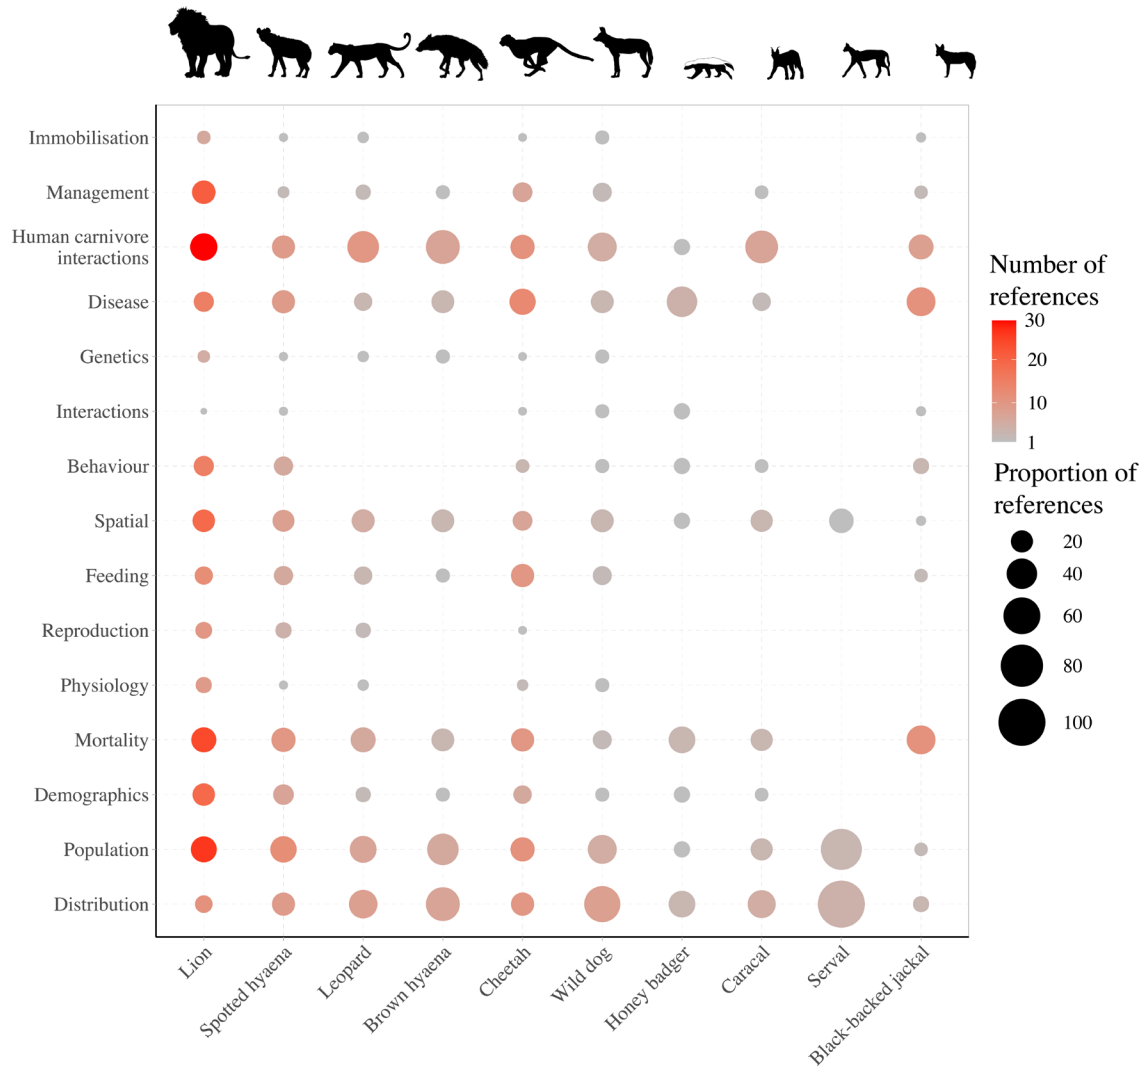 Immobilisation
Management
Human carnivore
interactions
Disease
Genetics
Interactions
Behaviour
Spatial
Feeding
Reproduction
Physiology
Mortality
Demographics
Population
Distribution
Lion
Spotted hyaena
Leopard
Brown hyaena
Cheetah
Wild dog
Honey badger
Caracal
Serval
Black-backed jackal
Number of
references
30
20
10
1
Proportion of
references
20
40
60
80
100